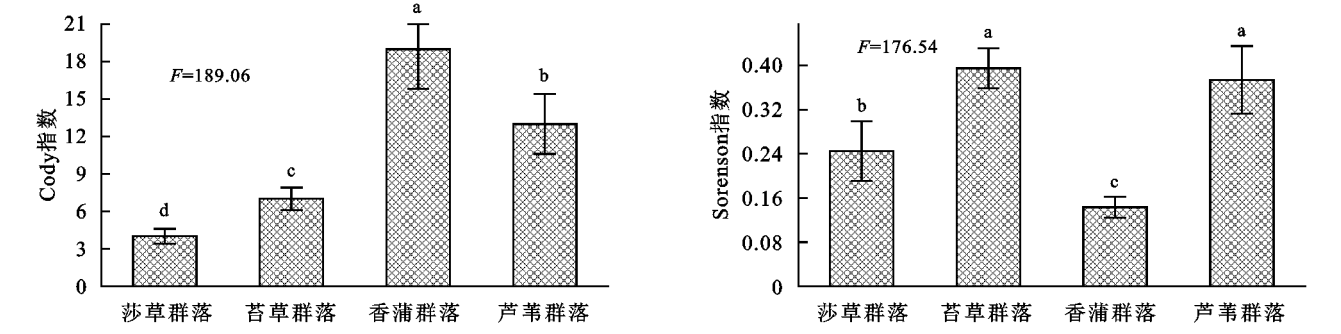 Cody指数
21
18
15
12
9
6
3
0
F=189.06
d
c
a
b
莎草群落 苔草群落 香蒲群落 芦苇群落
Sorenson指数
0.40
0.32
0.24
0.16
0.08
0
F=176.54
b
a
c
a
莎草群落 苔草群落 香蒲群落 芦苇群落